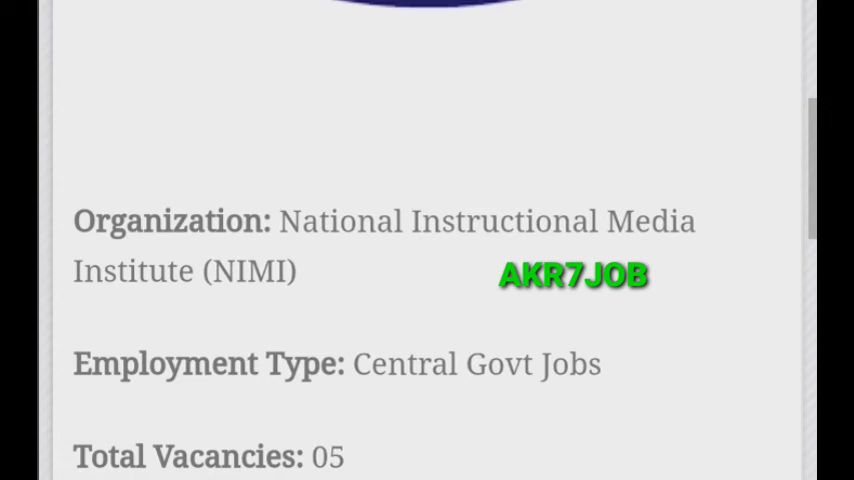 Organization: National Instructional Media
Institute (NIMI)
AKR7JOB
Employment Type: Central Govt Jobs
Total Vacancies: 05